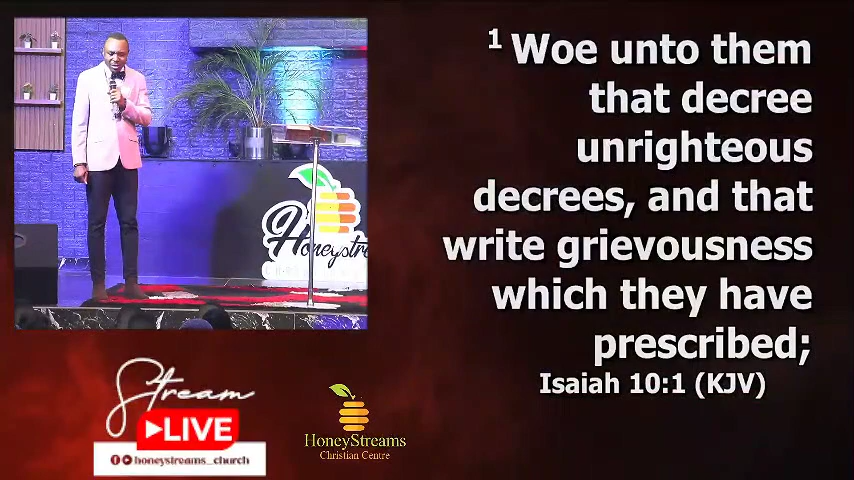 1 Woe unto them
that decree
unrighteous
decrees, and that
write grievousness
which they have
prescribed;
Isaiah 10:1 (KJV)
Honeystre
Stream
LIVE
honeystreams_church
HoneyStreams
Christian Centre